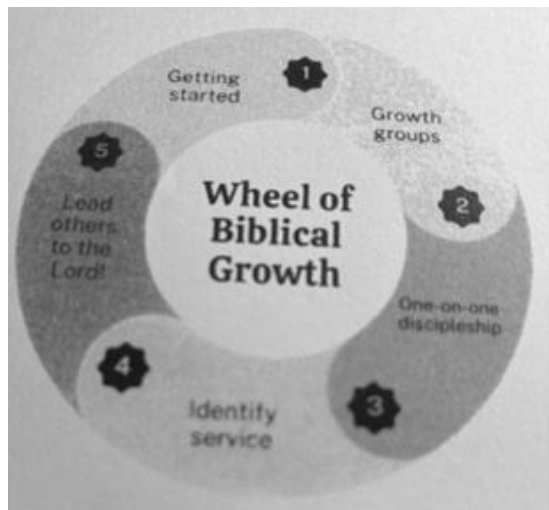 Wheel of
Biblical
Growth
1
Getting
started
2
Growth
groups
3
One-on-one
discipleship
4
Identify
service
5
Lead
others
to the
Lord!